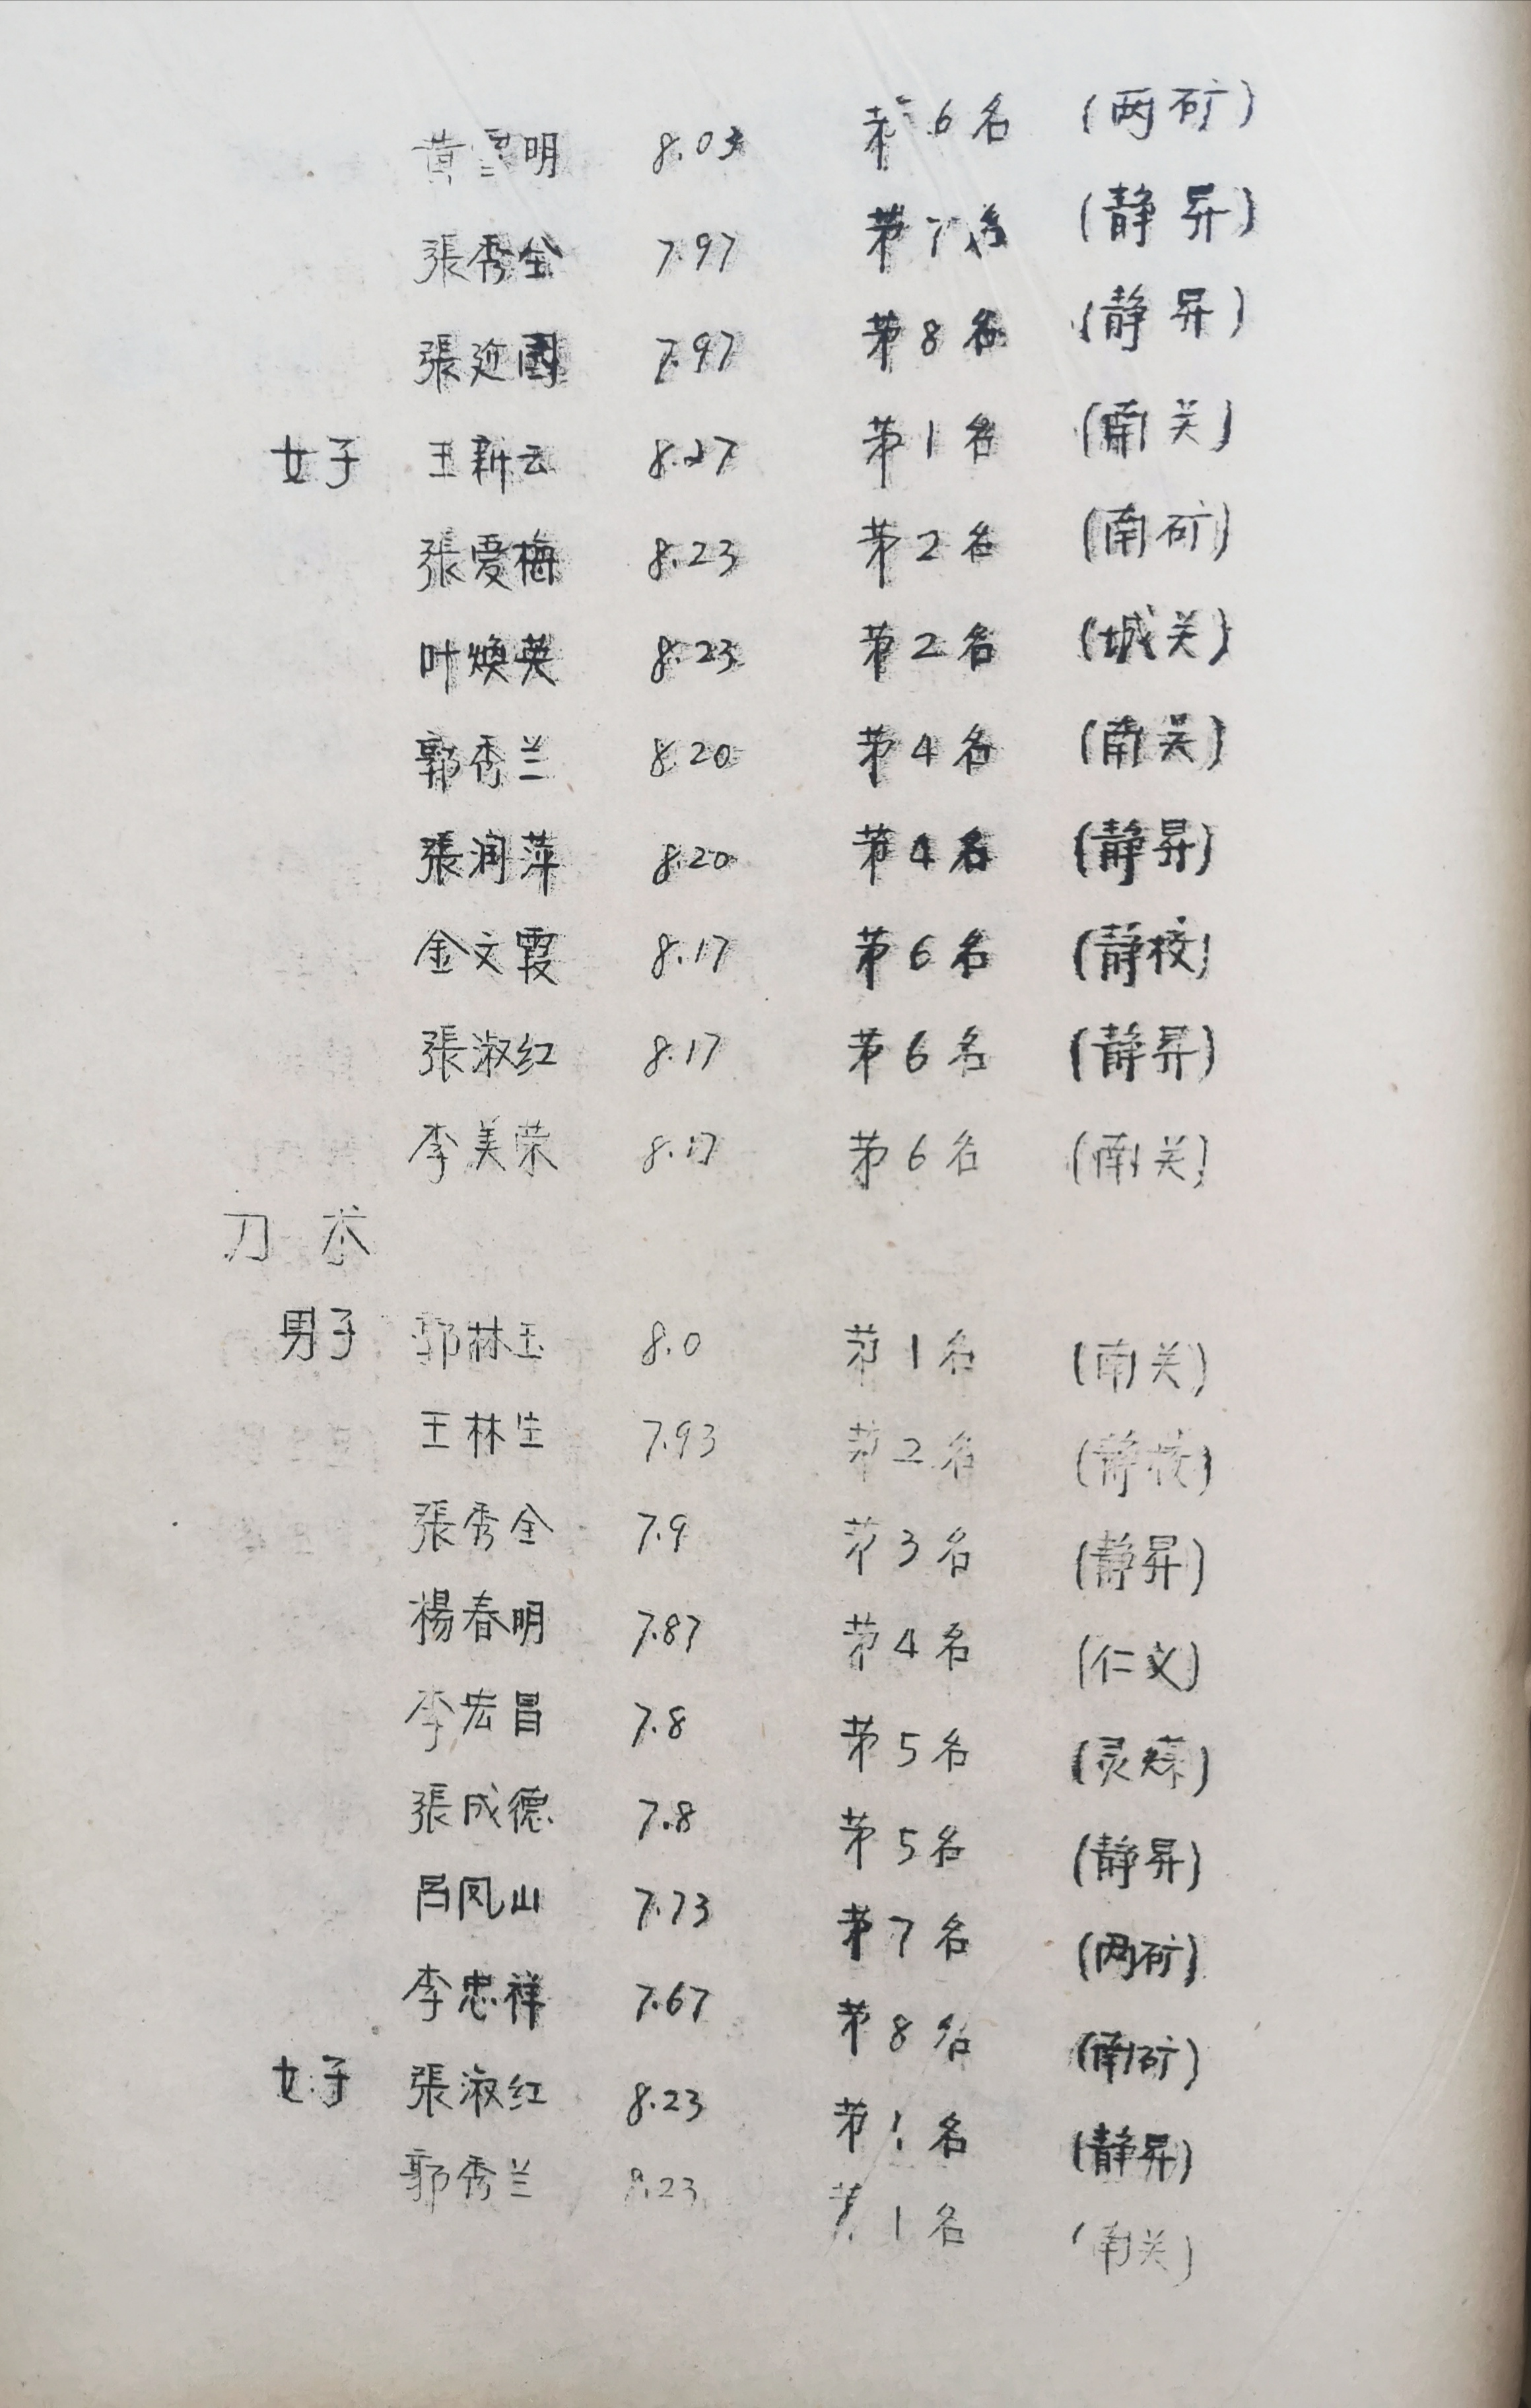 黄 明 8.03 第6名 (两矿)
張秀全 7.97 第7名 (静昇)
張延國 7.97 第8名 (静昇)
女子 王新云 8.27 第1名 (南关)
張爱梅 8.23 第2名 (南矿)
叶焕英 8.23 第2名 (城关)
郭秀兰 8.20 第4名 (南关)
張润萍 8.20 第4名 (静昇)
金文霞 8.17 第6名 (静校)
張淑红 8.17 第6名 (静昇)
李美荣 8.17 第6名 (南关)
刀 术
男子 郭林玉 8.0 第1名 (南关)
王林生 7.93 第2名 (静校)
張秀全 7.9 第3名 (静昇)
楊春明 7.87 第4名 (仁义)
李宏昌 7.8 第5名 (灵)
張成德 7.8 第5名 (静昇)
吕凤山 7.73 第7名 (两矿)
李忠祥 7.67 第8名 (南矿)
女子 張淑红 8.23 第1名 (静昇)
郭秀兰 8.23 第1名 (南关)